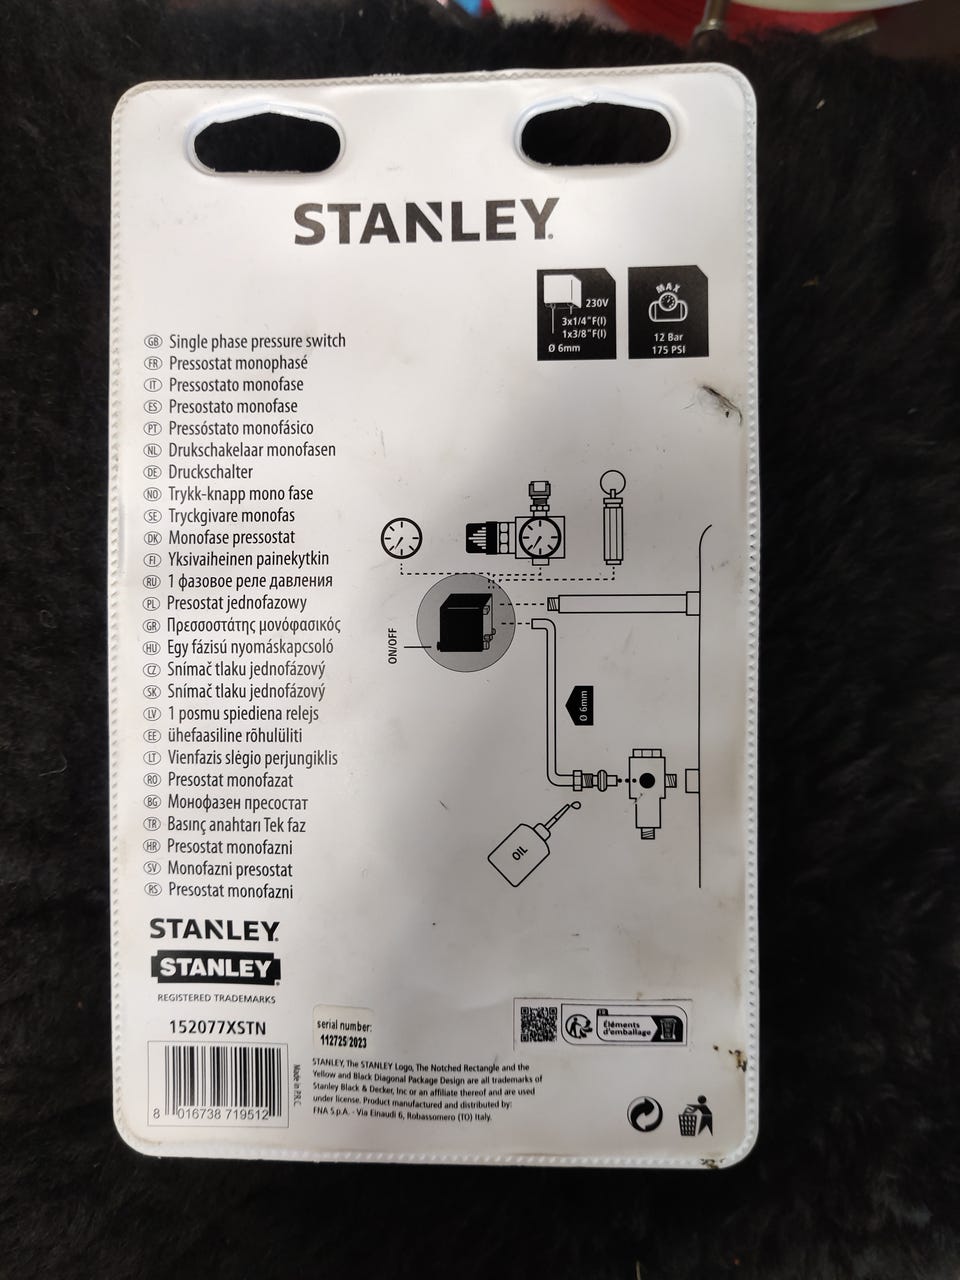 STANLEY
230V
3x1/4"F(I)
1x3/8"F(I)
Ø 6mm
MAX
12 Bar
175 PSI
GB Single phase pressure switch
FR Pressostat monophasé
IT Pressostato monofase
ES Presostato monofase
PT Pressóstato monofásico
NL Drukschakelaar monofasen
DE Druckschalter
NO Trykk-knapp mono fase
SE Tryckgivare monofas
DK Monofase pressostat
FI Yksivaiheinen painekytkin
RU 1 фазовое реле давления
PL Presostat jednofazowy
GR Πρεσσοστάτης μονόφασικός
HU Egy fázisú nyomáskapcsoló
CZ Snímač tlaku jednofázový
SK Snímač tlaku jednofázový
LV 1 posmu spiediena relejs
EE ühefaasiline rõhulüliti
LT Vienfazis slėgio perjungiklis
RO Presostat monofazat
BG Монофазен пресостат
TR Basınç anahtarı Tek faz
HR Presostat monofazni
SV Monofazni presostat
RS Presostat monofazni
ON/OFF
Ø 6mm
OIL
STANLEY
STANLEY
REGISTERED TRADEMARKS
152077XSTN
8 016738 719512
Made in P.R.C.
serial number:
112725 2023
FR
Éléments
d'emballage
STANLEY, The STANLEY Logo, The Notched Rectangle and the
Yellow and Black Diagonal Package Design are all trademarks of
Stanley Black & Decker, Inc or an affiliate thereof and are used
under license. Product manufactured and distributed by:
FNA S.p.A. - Via Einaudi 6, Robassomero (TO) Italy.